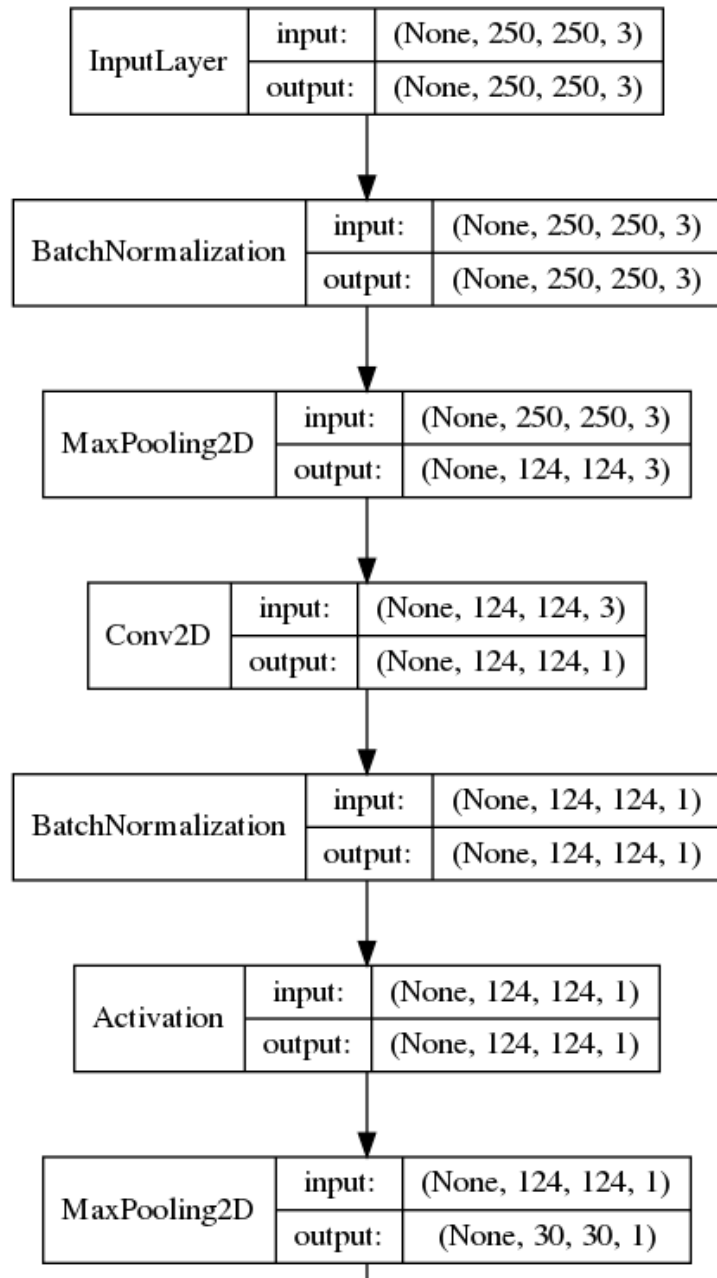 InputLayer
input: (None, 250, 250, 3)
output: (None, 250, 250, 3)
BatchNormalization
input: (None, 250, 250, 3)
output: (None, 250, 250, 3)
MaxPooling2D
input: (None, 250, 250, 3)
output: (None, 124, 124, 3)
Conv2D
input: (None, 124, 124, 3)
output: (None, 124, 124, 1)
BatchNormalization
input: (None, 124, 124, 1)
output: (None, 124, 124, 1)
Activation
input: (None, 124, 124, 1)
output: (None, 124, 124, 1)
MaxPooling2D
input: (None, 124, 124, 1)
output: (None, 30, 30, 1)